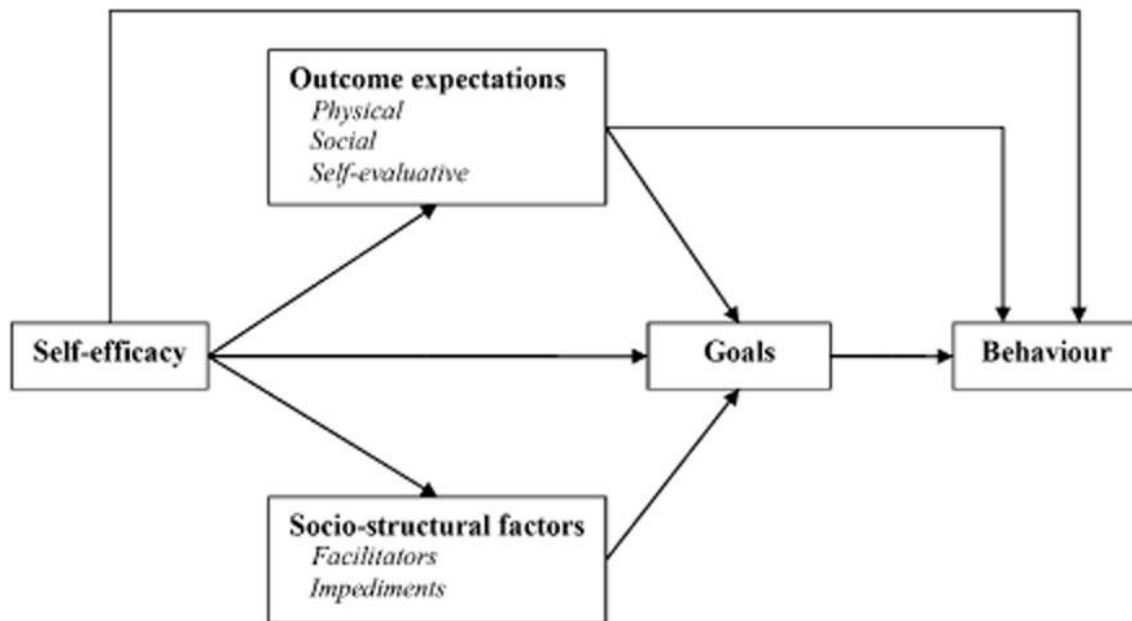 Outcome expectations
Physical
Social
Self-evaluative
Self-efficacy
Goals
Behaviour
Socio-structural factors
Facilitators
Impediments